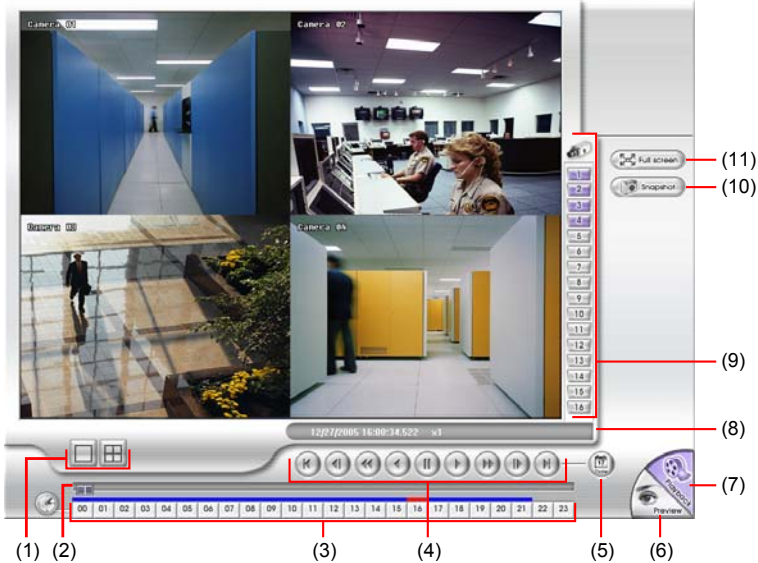 Camera 01
Camera 02
Camera 03
Camera 04
1
2
3
4
5
6
7
8
9
10
11
12
13
14
15
16
Full screen
(11)
Snapshot
(10)
(9)
12/27/2005 16:00:34.522 x1
(8)
Date
Playback
(7)
Preview
00 01 02 03 04 05 06 07 08 09 10 11 12 13 14 15 16 17 18 19 20 21 22 23
(1) (2) (3) (4) (5) (6)